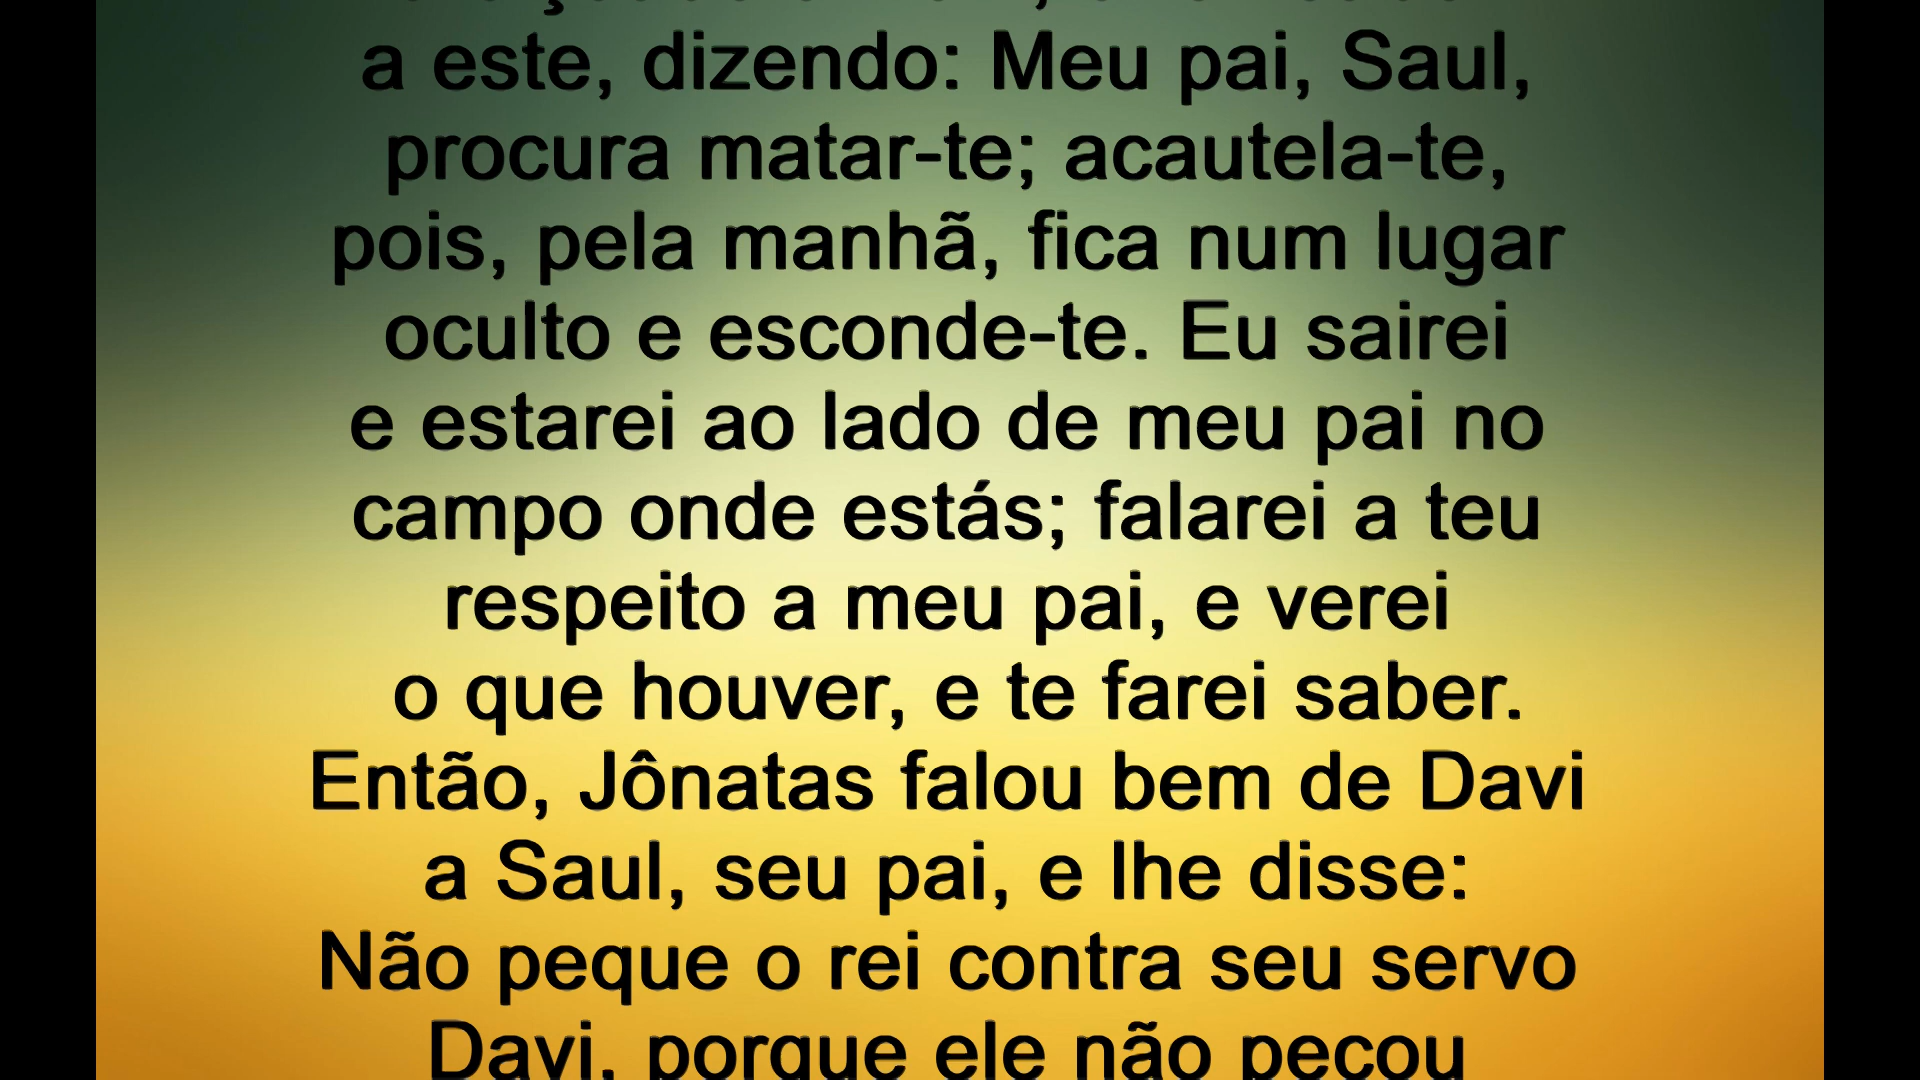 a este, dizendo: Meu pai, Saul,
procura matar-te; acautela-te,
pois, pela manhã, fica num lugar
oculto e esconde-te. Eu sairei
e estarei ao lado de meu pai no
campo onde estás; falarei a teu
respeito a meu pai, e verei
o que houver, e te farei saber.
Então, Jônatas falou bem de Davi
a Saul, seu pai, e lhe disse:
Não peque o rei contra seu servo
Davi, porque ele não pecou